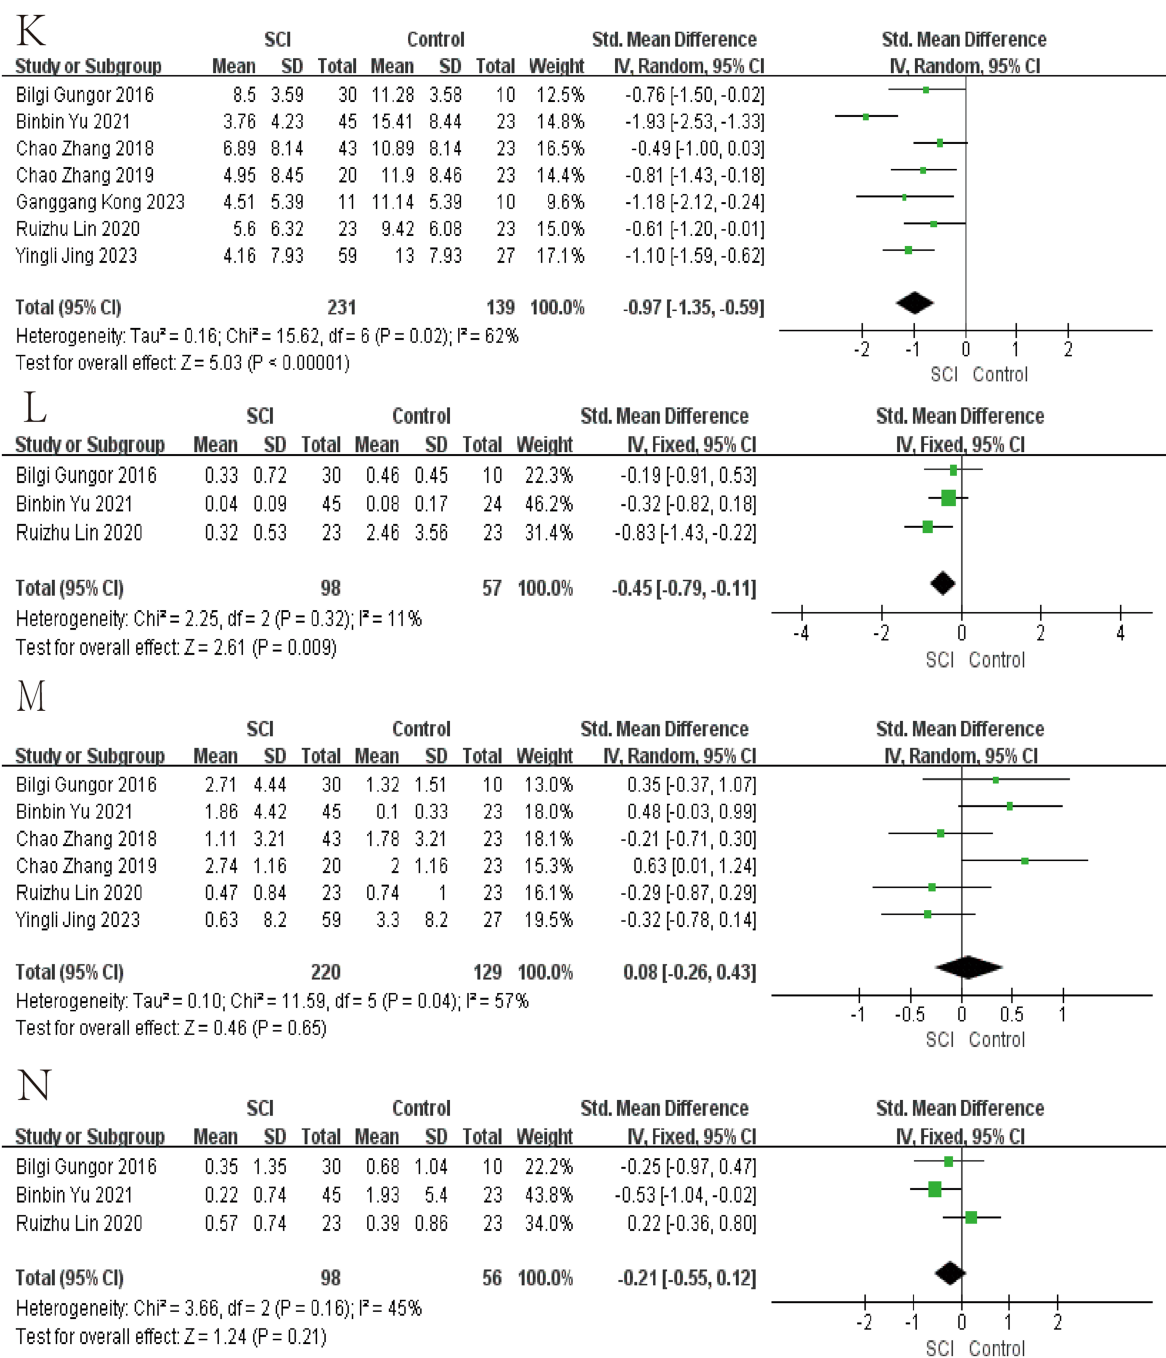 K
SCI Control Std. Mean Difference Std. Mean Difference
Study or Subgroup Mean SD Total Mean SD Total Weight IV, Random, 95% CI IV, Random, 95% CI
Bilgi Gungor 2016 8.5 3.59 30 11.28 3.58 10 12.5% -0.76 [-1.50, -0.02]
Binbin Yu 2021 3.76 4.23 45 15.41 8.44 23 14.8% -1.93 [-2.53, -1.33]
Chao Zhang 2018 6.89 8.14 43 10.89 8.14 23 16.5% -0.49 [-1.00, 0.03]
Chao Zhang 2019 4.95 8.45 20 11.9 8.46 23 14.4% -0.81 [-1.43, -0.18]
Ganggang Kong 2023 4.51 5.39 11 11.14 5.39 10 9.6% -1.18 [-2.12, -0.24]
Ruizhu Lin 2020 5.6 6.32 23 9.42 6.08 23 15.0% -0.61 [-1.20, -0.01]
Yingli Jing 2023 4.16 7.93 59 13 7.93 27 17.1% -1.10 [-1.59, -0.62]
Total (95% CI) 231 139 100.0% -0.97 [-1.35, -0.59]
Heterogeneity: Tau² = 0.16; Chi² = 15.62, df = 6 (P = 0.02); I² = 62%
Test for overall effect: Z = 5.03 (P < 0.00001)
-2 -1 0 1 2
SCI Control
L
SCI Control Std. Mean Difference Std. Mean Difference
Study or Subgroup Mean SD Total Mean SD Total Weight IV, Fixed, 95% CI IV, Fixed, 95% CI
Bilgi Gungor 2016 0.33 0.72 30 0.46 0.45 10 22.3% -0.19 [-0.91, 0.53]
Binbin Yu 2021 0.04 0.09 45 0.08 0.17 24 46.2% -0.32 [-0.82, 0.18]
Ruizhu Lin 2020 0.32 0.53 23 2.46 3.56 23 31.4% -0.83 [-1.43, -0.22]
Total (95% CI) 98 57 100.0% -0.45 [-0.79, -0.11]
Heterogeneity: Chi² = 2.25, df = 2 (P = 0.32); I² = 11%
Test for overall effect: Z = 2.61 (P = 0.009)
-4 -2 0 2 4
SCI Control
M
SCI Control Std. Mean Difference Std. Mean Difference
Study or Subgroup Mean SD Total Mean SD Total Weight IV, Random, 95% CI IV, Random, 95% CI
Bilgi Gungor 2016 2.71 4.44 30 1.32 1.51 10 13.0% 0.35 [-0.37, 1.07]
Binbin Yu 2021 1.86 4.42 45 0.1 0.33 23 18.0% 0.48 [-0.03, 0.99]
Chao Zhang 2018 1.11 3.21 43 1.78 3.21 23 18.1% -0.21 [-0.71, 0.30]
Chao Zhang 2019 2.74 1.16 20 2 1.16 23 15.3% 0.63 [0.01, 1.24]
Ruizhu Lin 2020 0.47 0.84 23 0.74 1 23 16.1% -0.29 [-0.87, 0.29]
Yingli Jing 2023 0.63 8.2 59 3.3 8.2 27 19.5% -0.32 [-0.78, 0.14]
Total (95% CI) 220 129 100.0% 0.08 [-0.26, 0.43]
Heterogeneity: Tau² = 0.10; Chi² = 11.59, df = 5 (P = 0.04); I² = 57%
Test for overall effect: Z = 0.46 (P = 0.65)
-1 -0.5 0 0.5 1
SCI Control
N
SCI Control Std. Mean Difference Std. Mean Difference
Study or Subgroup Mean SD Total Mean SD Total Weight IV, Fixed, 95% CI IV, Fixed, 95% CI
Bilgi Gungor 2016 0.35 1.35 30 0.68 1.04 10 22.2% -0.25 [-0.97, 0.47]
Binbin Yu 2021 0.22 0.74 45 1.93 5.4 23 43.8% -0.53 [-1.04, -0.02]
Ruizhu Lin 2020 0.57 0.74 23 0.39 0.86 23 34.0% 0.22 [-0.36, 0.80]
Total (95% CI) 98 56 100.0% -0.21 [-0.55, 0.12]
Heterogeneity: Chi² = 3.66, df = 2 (P = 0.16); I² = 45%
Test for overall effect: Z = 1.24 (P = 0.21)
-2 -1 0 1 2
SCI Control